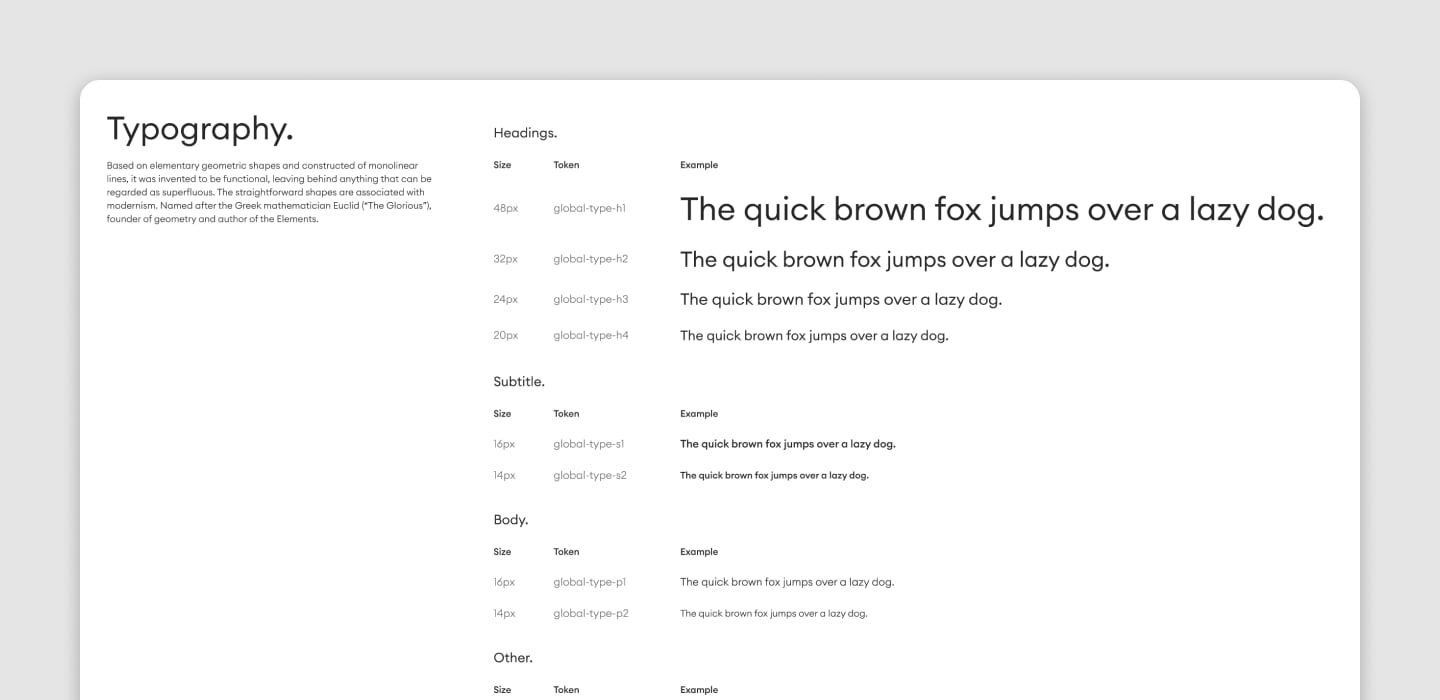 Typography.
Based on elementary geometric shapes and constructed of monolinear
lines, it was invented to be functional, leaving behind anything that can be
regarded as superfluous. The straightforward shapes are associated with
modernism. Named after the Greek mathematician Euclid (“The Glorious”),
founder of geometry and author of the Elements.
Headings.
Size Token Example
48px global-type-h1 The quick brown fox jumps over a lazy dog.
32px global-type-h2 The quick brown fox jumps over a lazy dog.
24px global-type-h3 The quick brown fox jumps over a lazy dog.
20px global-type-h4 The quick brown fox jumps over a lazy dog.
Subtitle.
Size Token Example
16px global-type-s1 The quick brown fox jumps over a lazy dog.
14px global-type-s2 The quick brown fox jumps over a lazy dog.
Body.
Size Token Example
16px global-type-p1 The quick brown fox jumps over a lazy dog.
14px global-type-p2 The quick brown fox jumps over a lazy dog.
Other.
Size Token Example